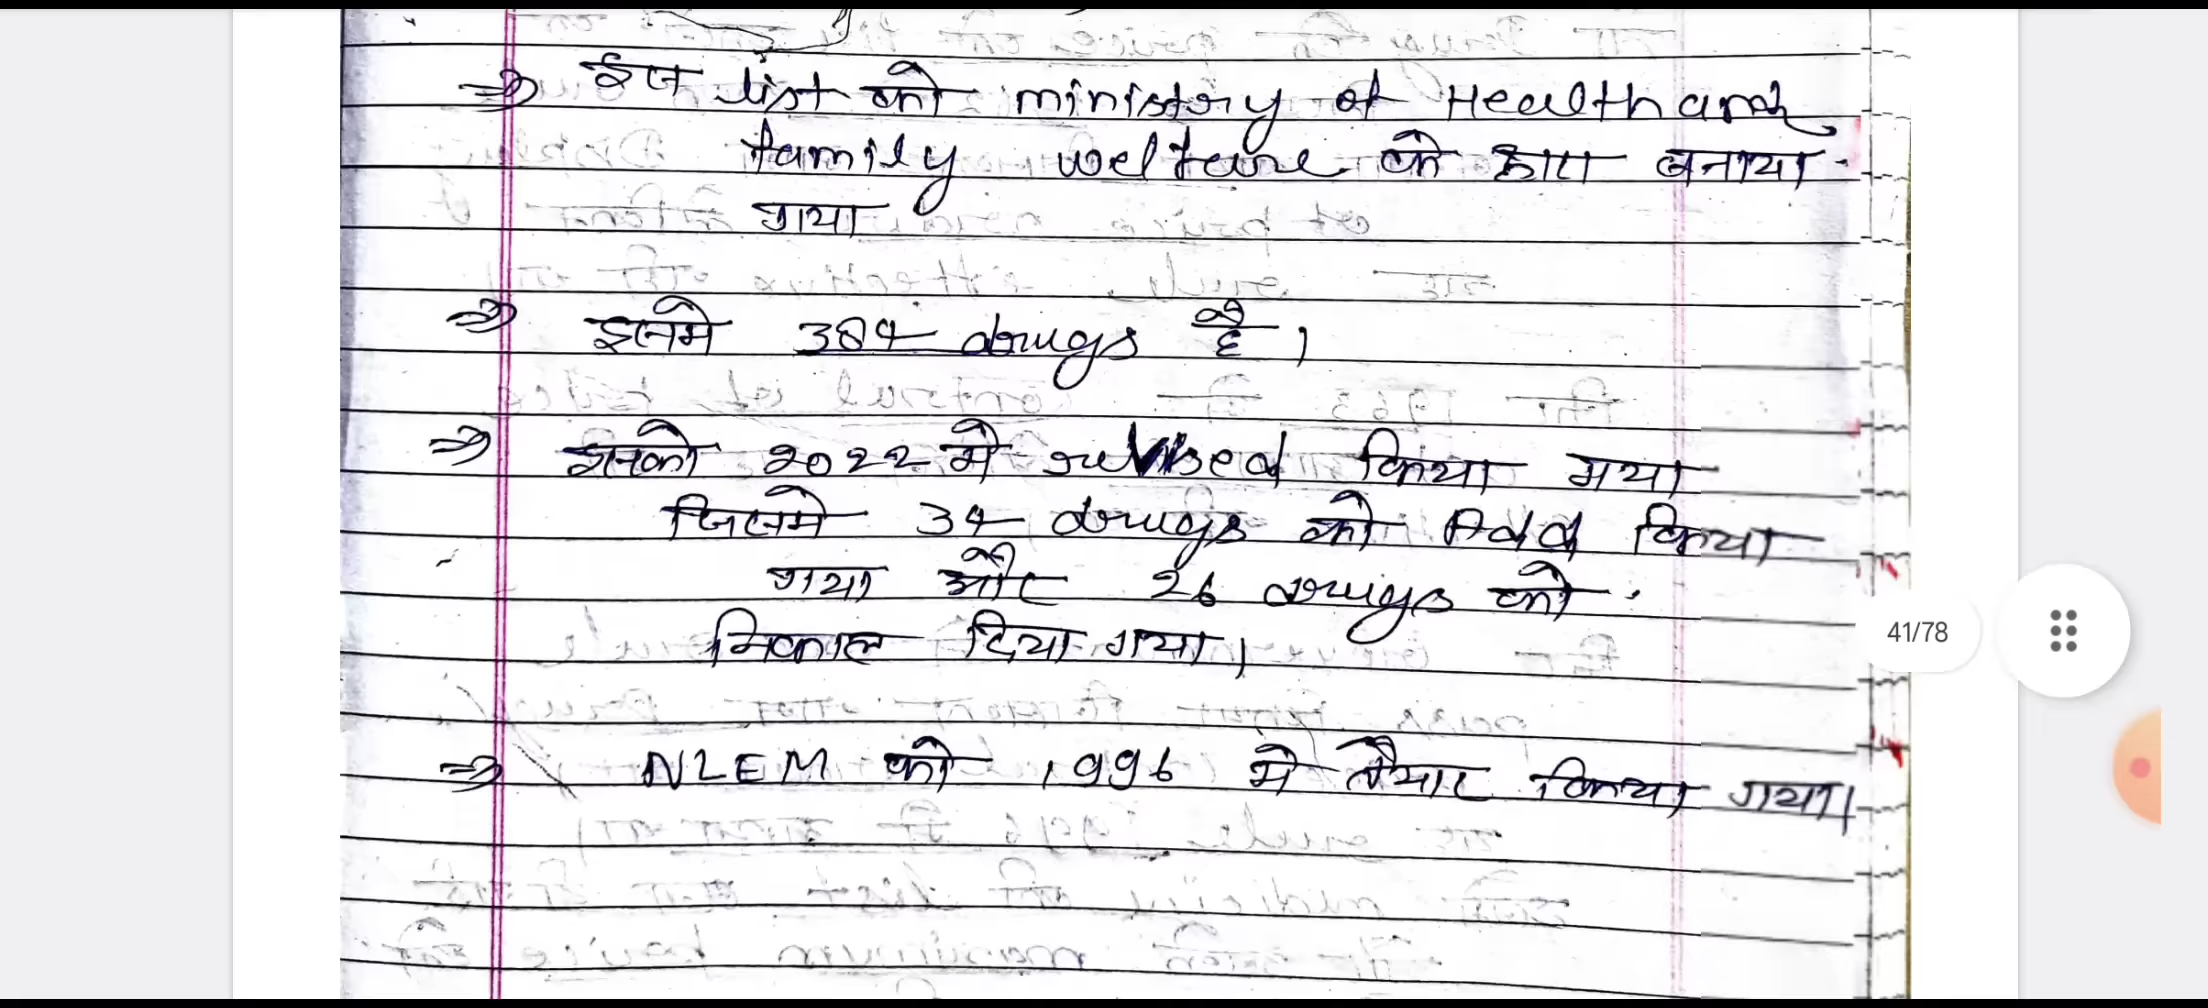 ⇒ इस list को ministory of Health and
family welfare के द्वारा बनाया
गया
⇒ इसमे 384 drugs है।
⇒ इसको 2022 मे revised किया गया
जिसमे 34 drugs को Add किया
गया और 26 drugs को
निकाल दिया गया।
⇒ NLEM को 1996 मे तैयार किया गया।
41/78